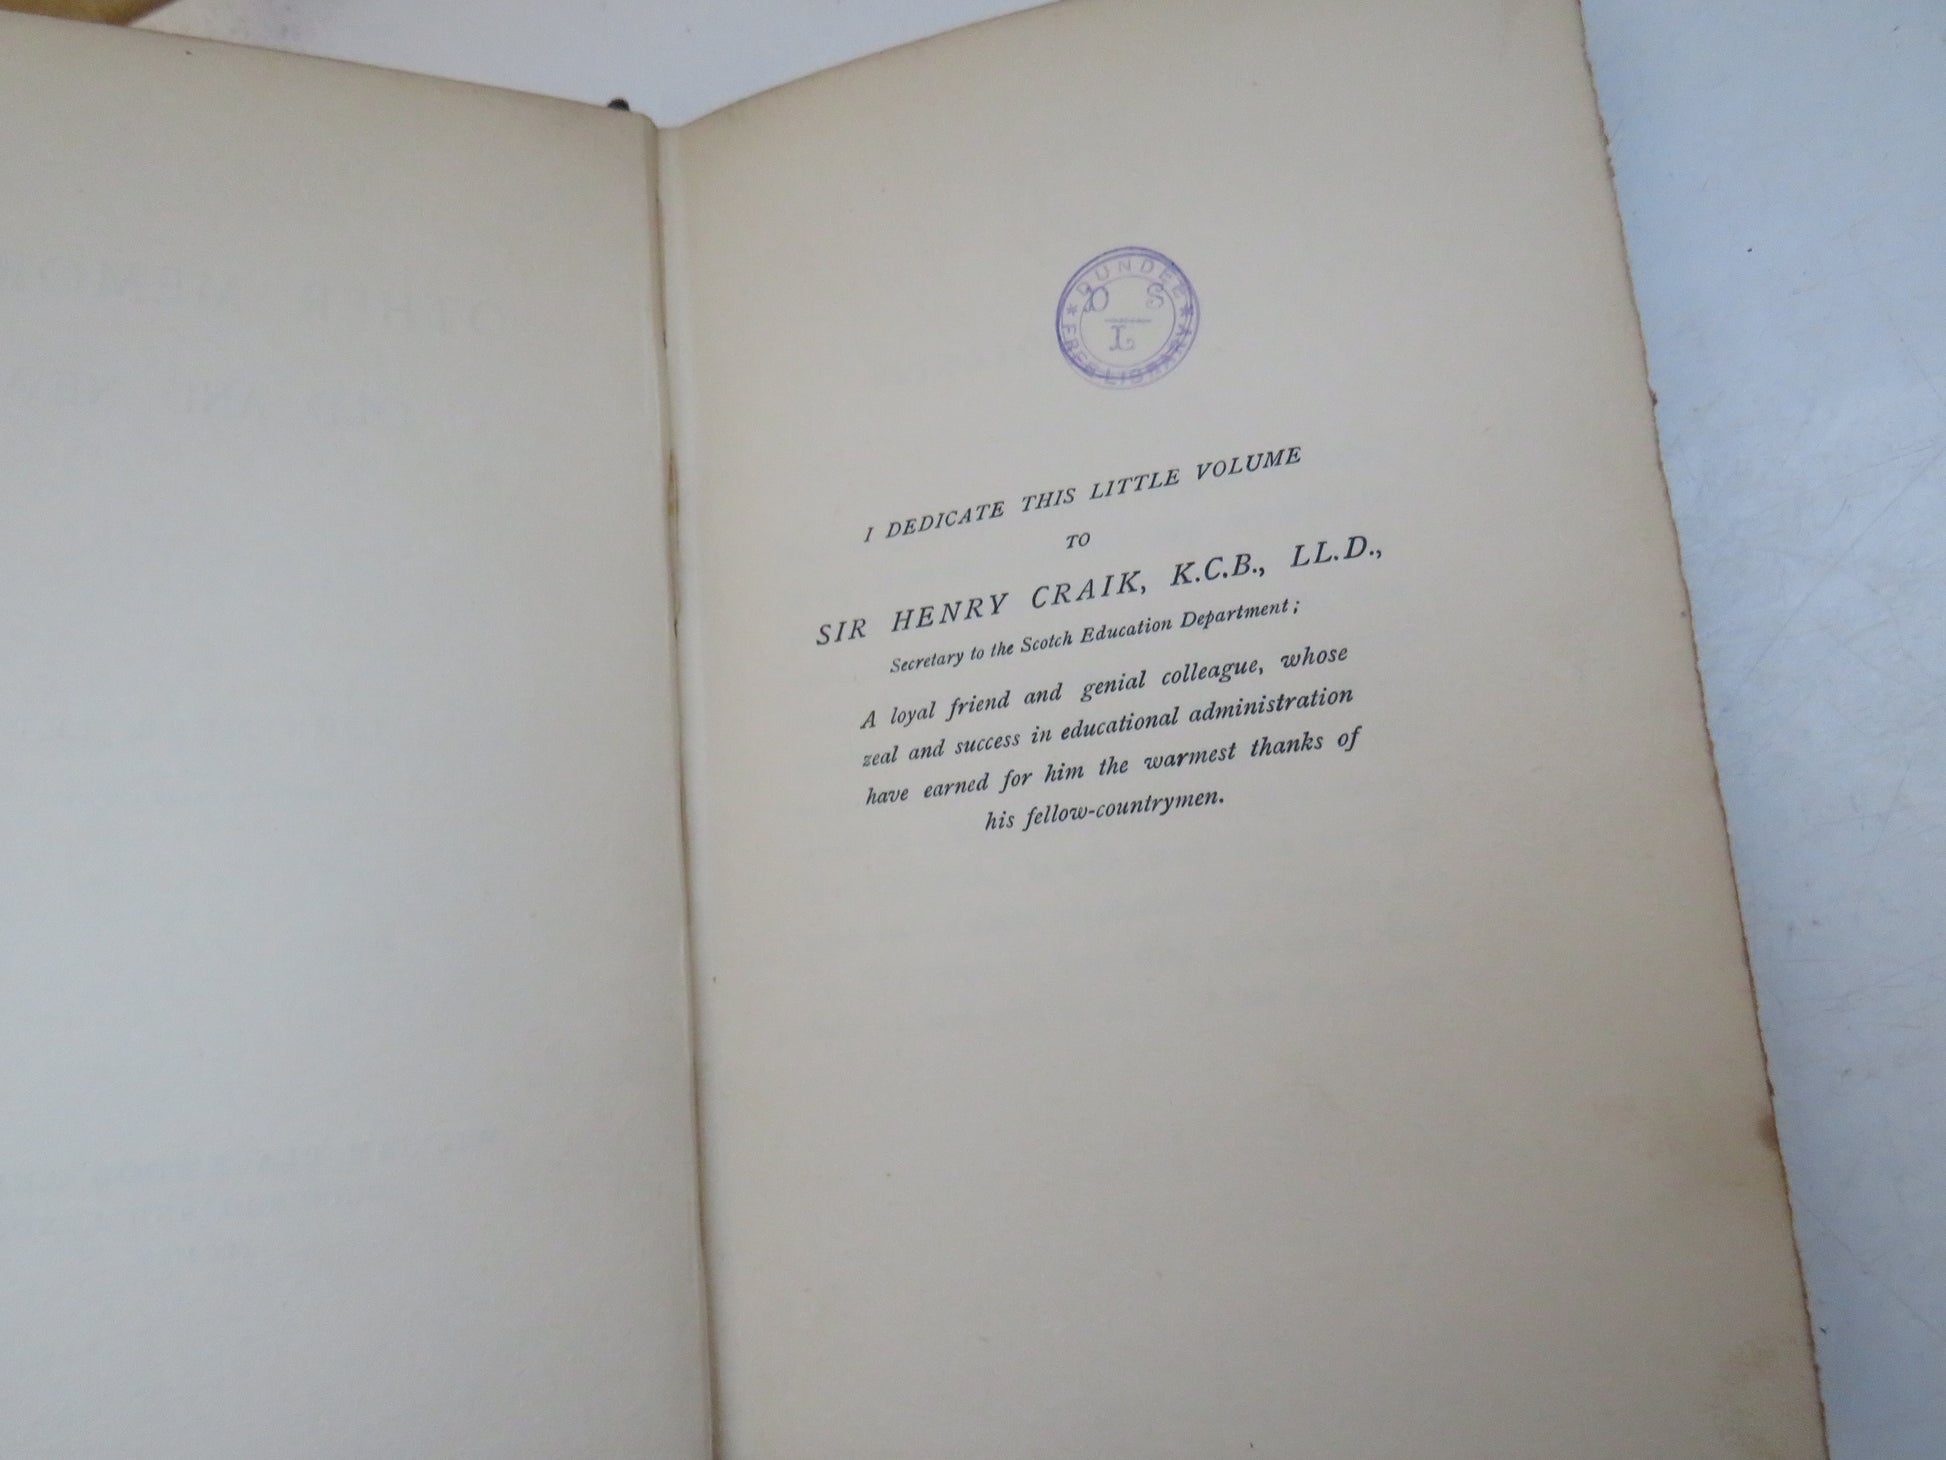 DUNDEE
D S
L
FREE LIBRARY
I DEDICATE THIS LITTLE VOLUME
TO
SIR HENRY CRAIK, K.C.B., LL.D.,
Secretary to the Scotch Education Department;
A loyal friend and genial colleague, whose
zeal and success in educational administration
have earned for him the warmest thanks of
his fellow-countrymen.